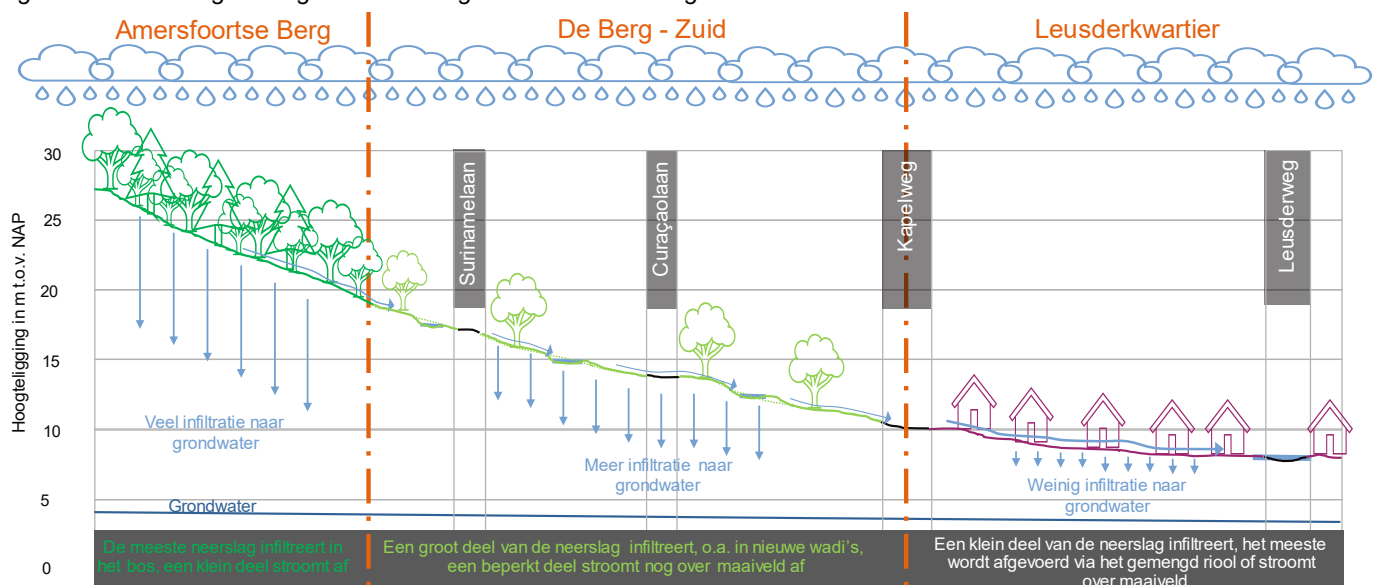 Amersfoortse Berg
De Berg - Zuid
Leusderkwartier
Hoogteligging in m t.o.v. NAP
30
25
20
15
10
5
0
Surinamelaan
Curaçaolaan
Kapelweg
Leusderweg
Veel infiltratie naar
grondwater
Meer infiltratie naar
grondwater
Weinig infiltratie naar
grondwater
Grondwater
De meeste neerslag infiltreert in
het bos, een klein deel stroomt af
Een groot deel van de neerslag infiltreert, o.a. in nieuwe wadi's,
een beperkt deel stroomt nog over maaiveld af
Een klein deel van de neerslag infiltreert, het meeste
wordt afgevoerd via het gemengd riool of stroomt
over maaiveld